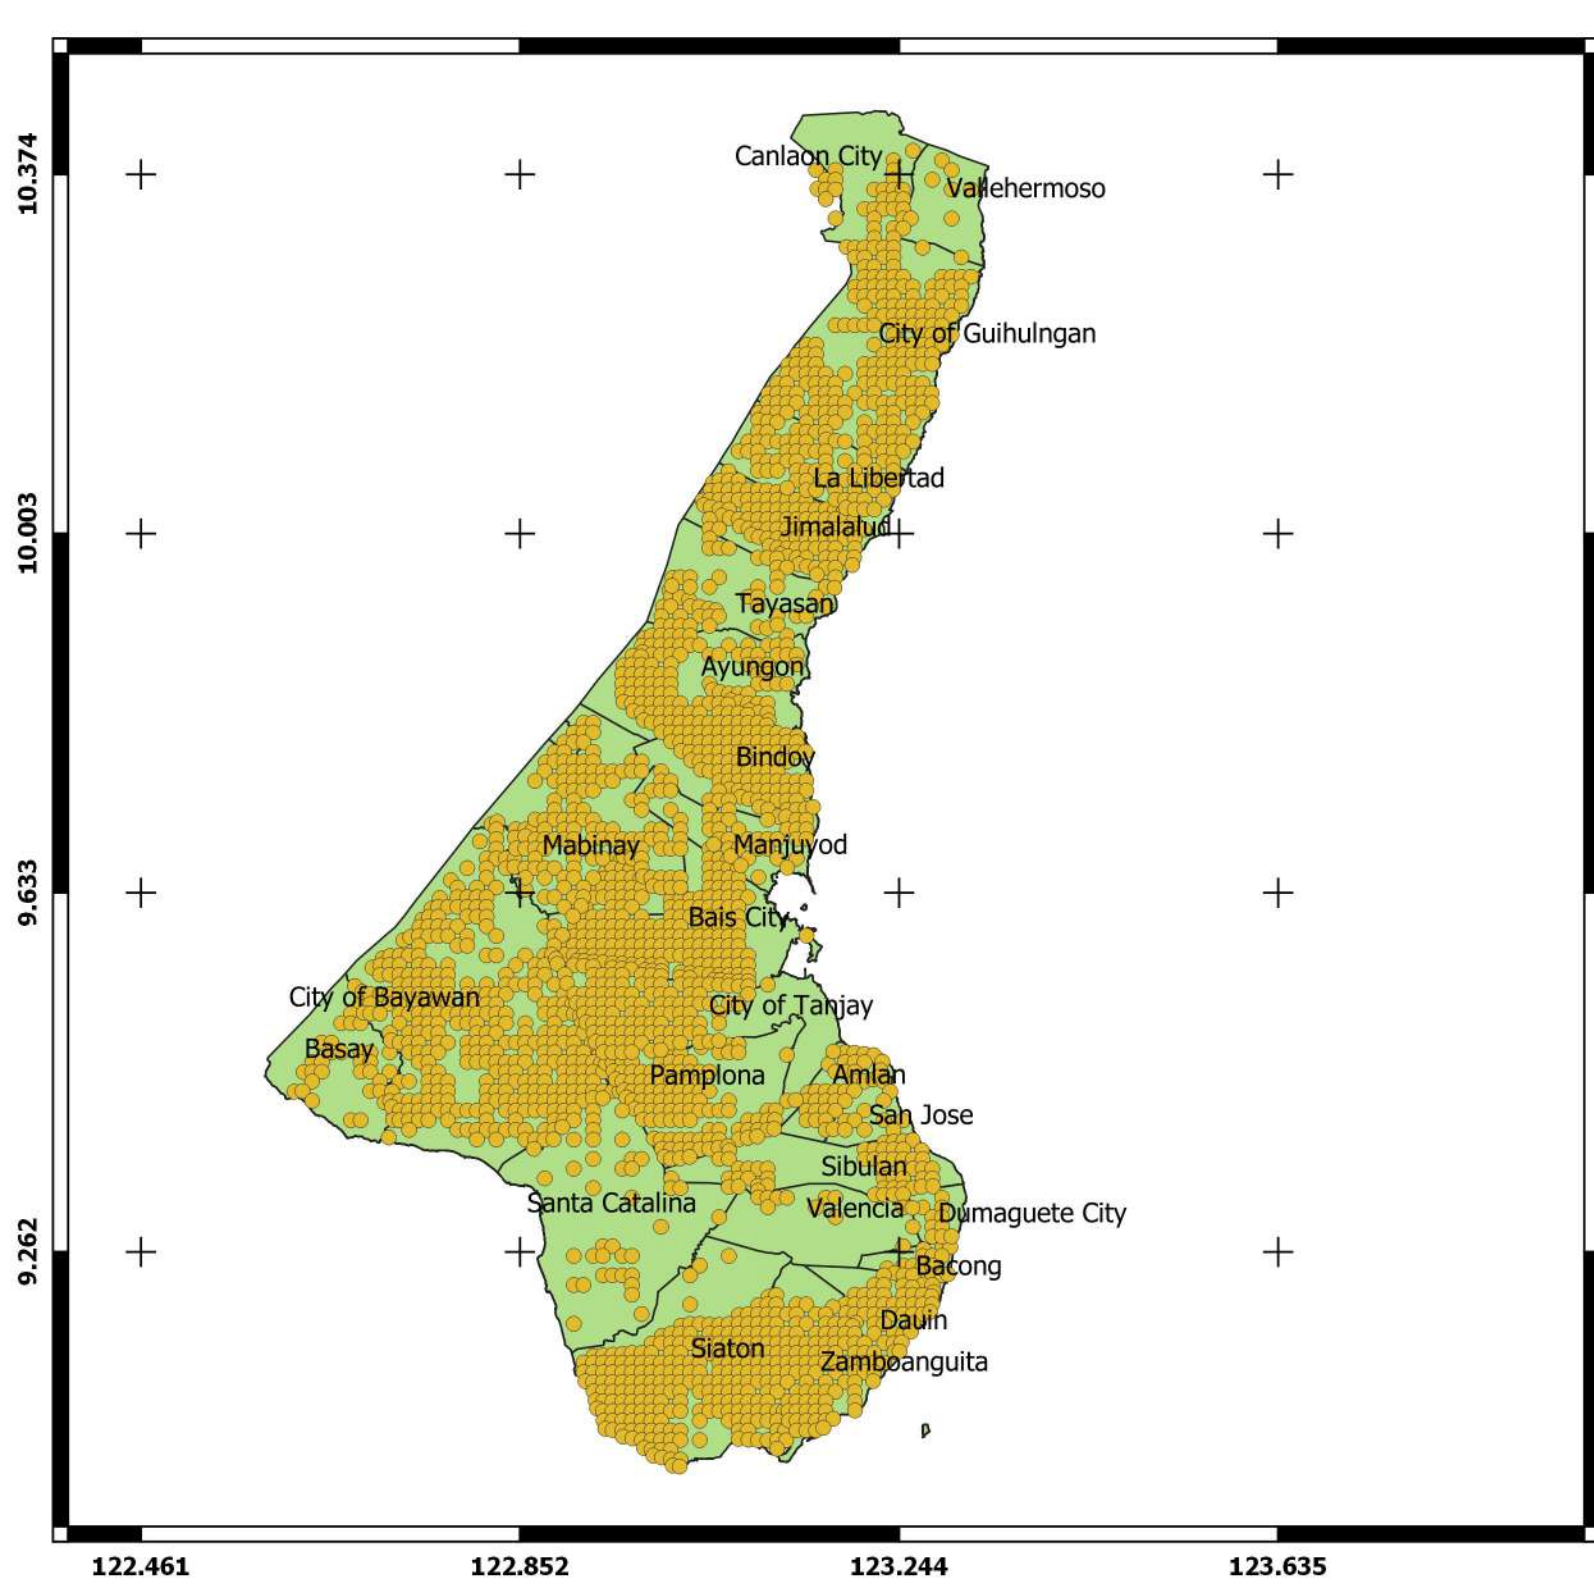 Canlaon City
10.374
Vallehermoso
City of Guihulngan
La Libertad
10.003
Jimalalud
Tayasan
Ayungon
Bindoy
Mabinay
Manjuyod
9.633
Bais City
City of Bayawan
City of Tanjay
Basay
Pamplona
Amlan
San Jose
Sibulan
Santa Catalina
Valencia
Dumaguete City
9.262
Bacong
Dauin
Siaton
Zamboanguita
122.461
122.852
123.244
123.635